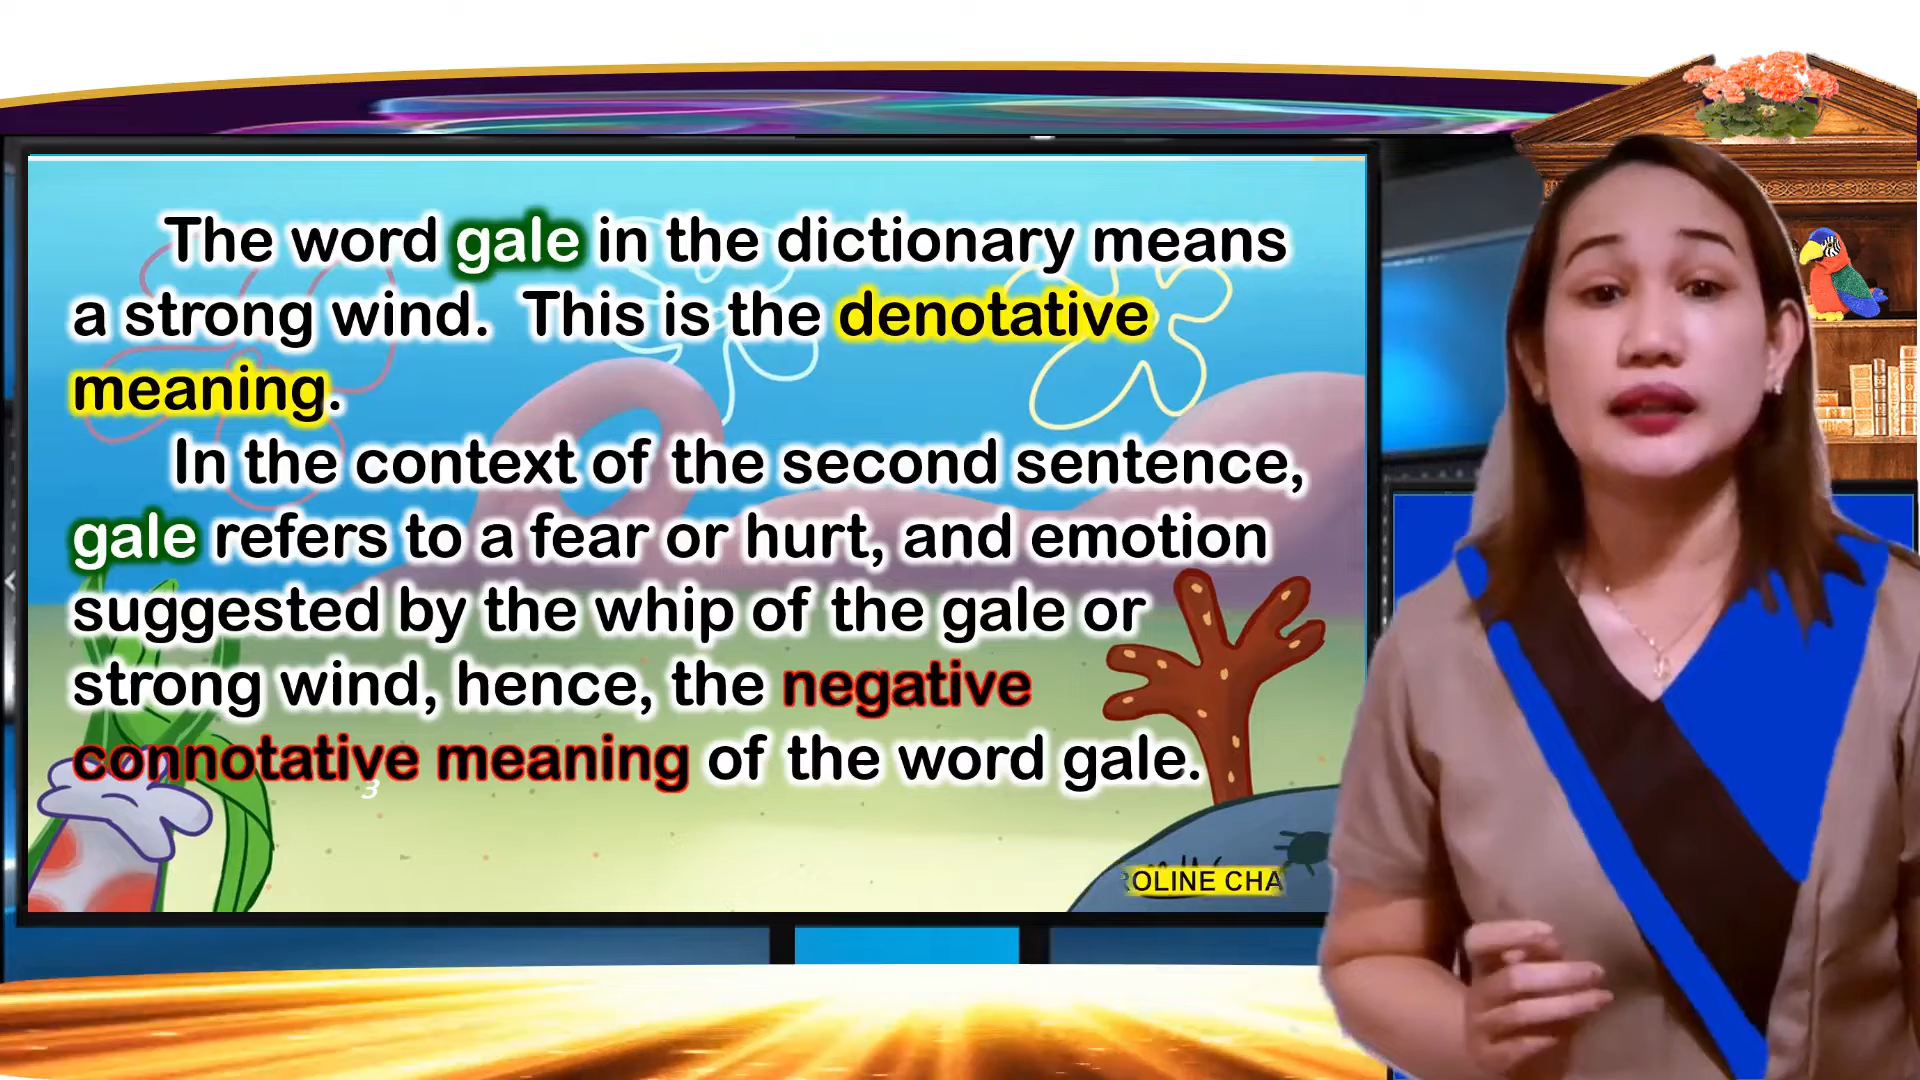 The word gale in the dictionary means
a strong wind. This is the denotative
meaning.
In the context of the second sentence,
gale refers to a fear or hurt, and emotion
suggested by the whip of the gale or
strong wind, hence, the negative
connotative meaning of the word gale.
3
ROLINE CHA